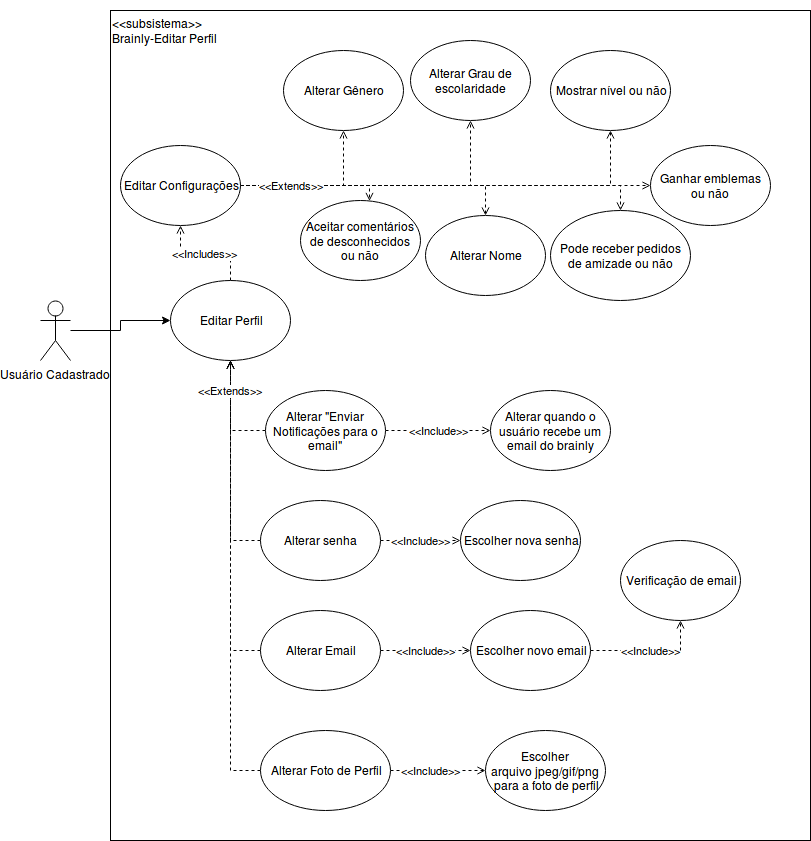 <<subsistema>>
Brainly-Editar Perfil
Alterar Gênero
Alterar Grau de
escolaridade
Mostrar nível ou não
Editar Configurações
<<Extends>>
Ganhar emblemas
ou não
Aceitar comentários
de desconhecidos
ou não
Alterar Nome
Pode receber pedidos
de amizade ou não
<<Includes>>
Editar Perfil
Usuário Cadastrado
<<Extends>>
Alterar "Enviar
Notificações para o
email"
<<Include>>
Alterar quando o
usuário recebe um
email do brainly
Alterar senha
<<Include>>
Escolher nova senha
Verificação de email
Alterar Email
<<Include>>
Escolher novo email
<<Include>>
Alterar Foto de Perfil
<<Include>>
Escolher
arquivo jpeg/gif/png
para a foto de perfil